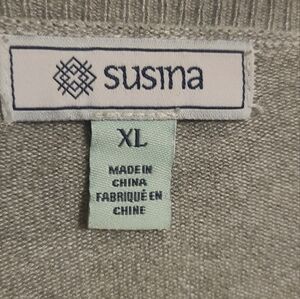 susina
XL
MADE IN
CHINA
FABRIQUÉ EN
CHINE